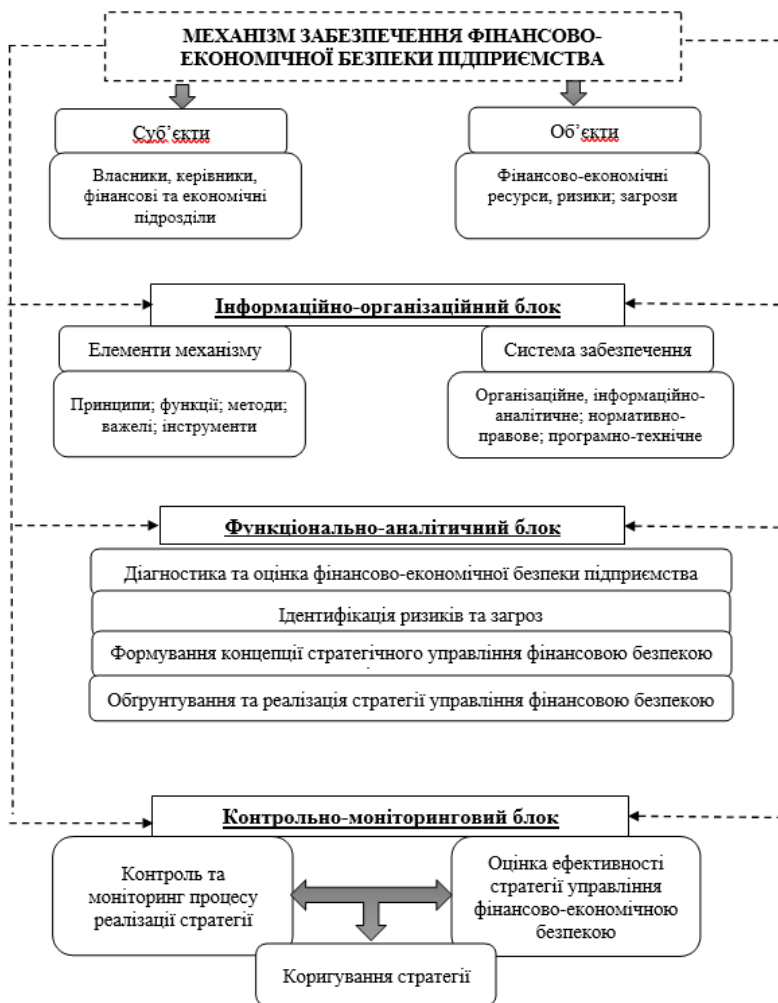 МЕХАНІЗМ ЗАБЕЗПЕЧЕННЯ ФІНАНСОВО-
ЕКОНОМІЧНОЇ БЕЗПЕКИ ПІДПРИЄМСТВА
Суб’єкти
Власники, керівники,
фінансові та економічні
підрозділи
Об’єкти
Фінансово-економічні
ресурси, ризики; загрози
Інформаційно-організаційний блок
Елементи механізму
Принципи; функції; методи;
важелі; інструменти
Система забезпечення
Організаційне, інформаційно-
аналітичне; нормативно-
правове; програмно-технічне
Функціонально-аналітичний блок
Діагностика та оцінка фінансово-економічної безпеки підприємства
Ідентифікація ризиків та загроз
Формування концепції стратегічного управління фінансовою безпекою
Обґрунтування та реалізація стратегії управління фінансовою безпекою
Контрольно-моніторинговий блок
Контроль та
моніторинг процесу
реалізації стратегії
Оцінка ефективності
стратегії управління
фінансово-економічною
безпекою
Коригування стратегії